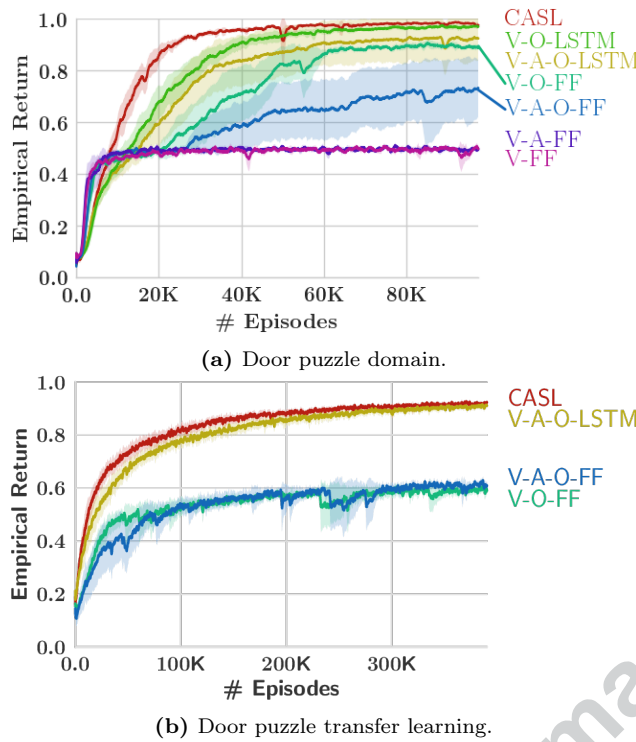 1.0
0.8
0.6
0.4
0.2
0.0
Empirical Return
0.0 20K 40K 60K 80K
# Episodes
CASL
V-O-LSTM
V-A-O-LSTM
V-O-FF
V-A-O-FF
V-A-FF
V-FF
(a) Door puzzle domain.
1.0
0.8
0.6
0.4
0.2
0.0
Empirical Return
0.0 100K 200K 300K
# Episodes
CASL
V-A-O-LSTM
V-A-O-FF
V-O-FF
(b) Door puzzle transfer learning.